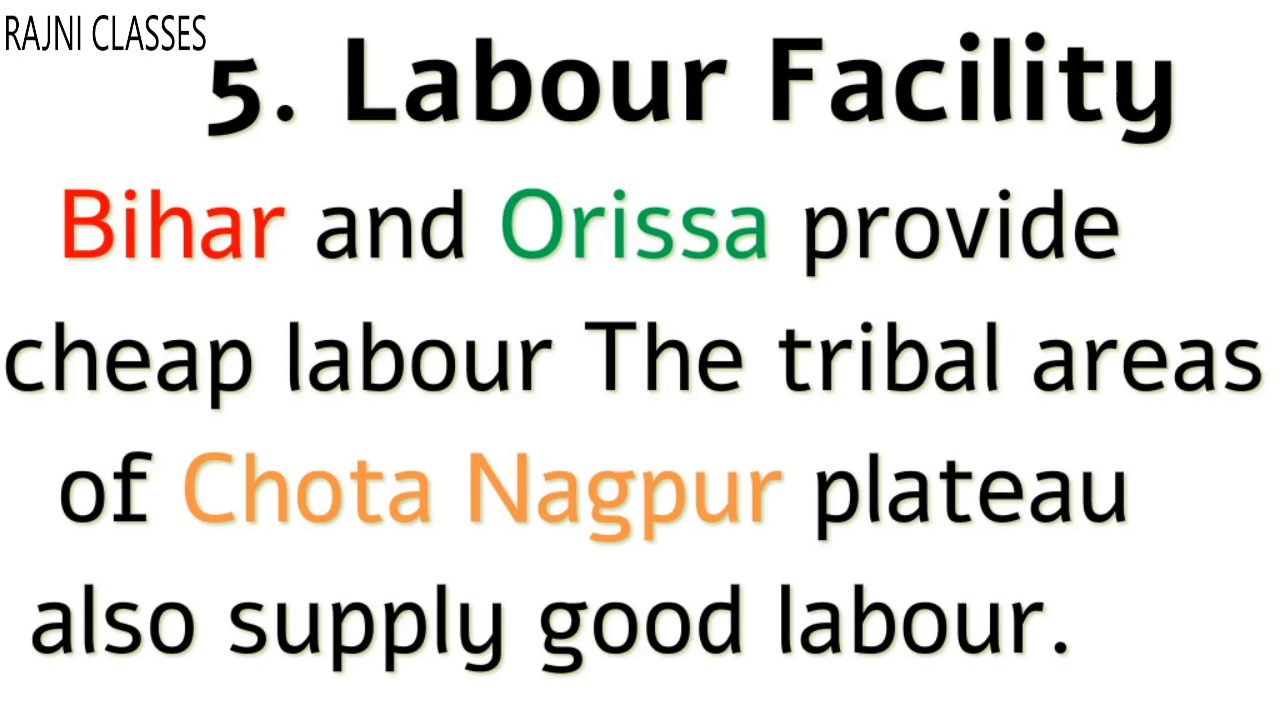 RAJNI CLASSES
5. Labour Facility
Bihar and Orissa provide
cheap labour The tribal areas
of Chota Nagpur plateau
also supply good labour.